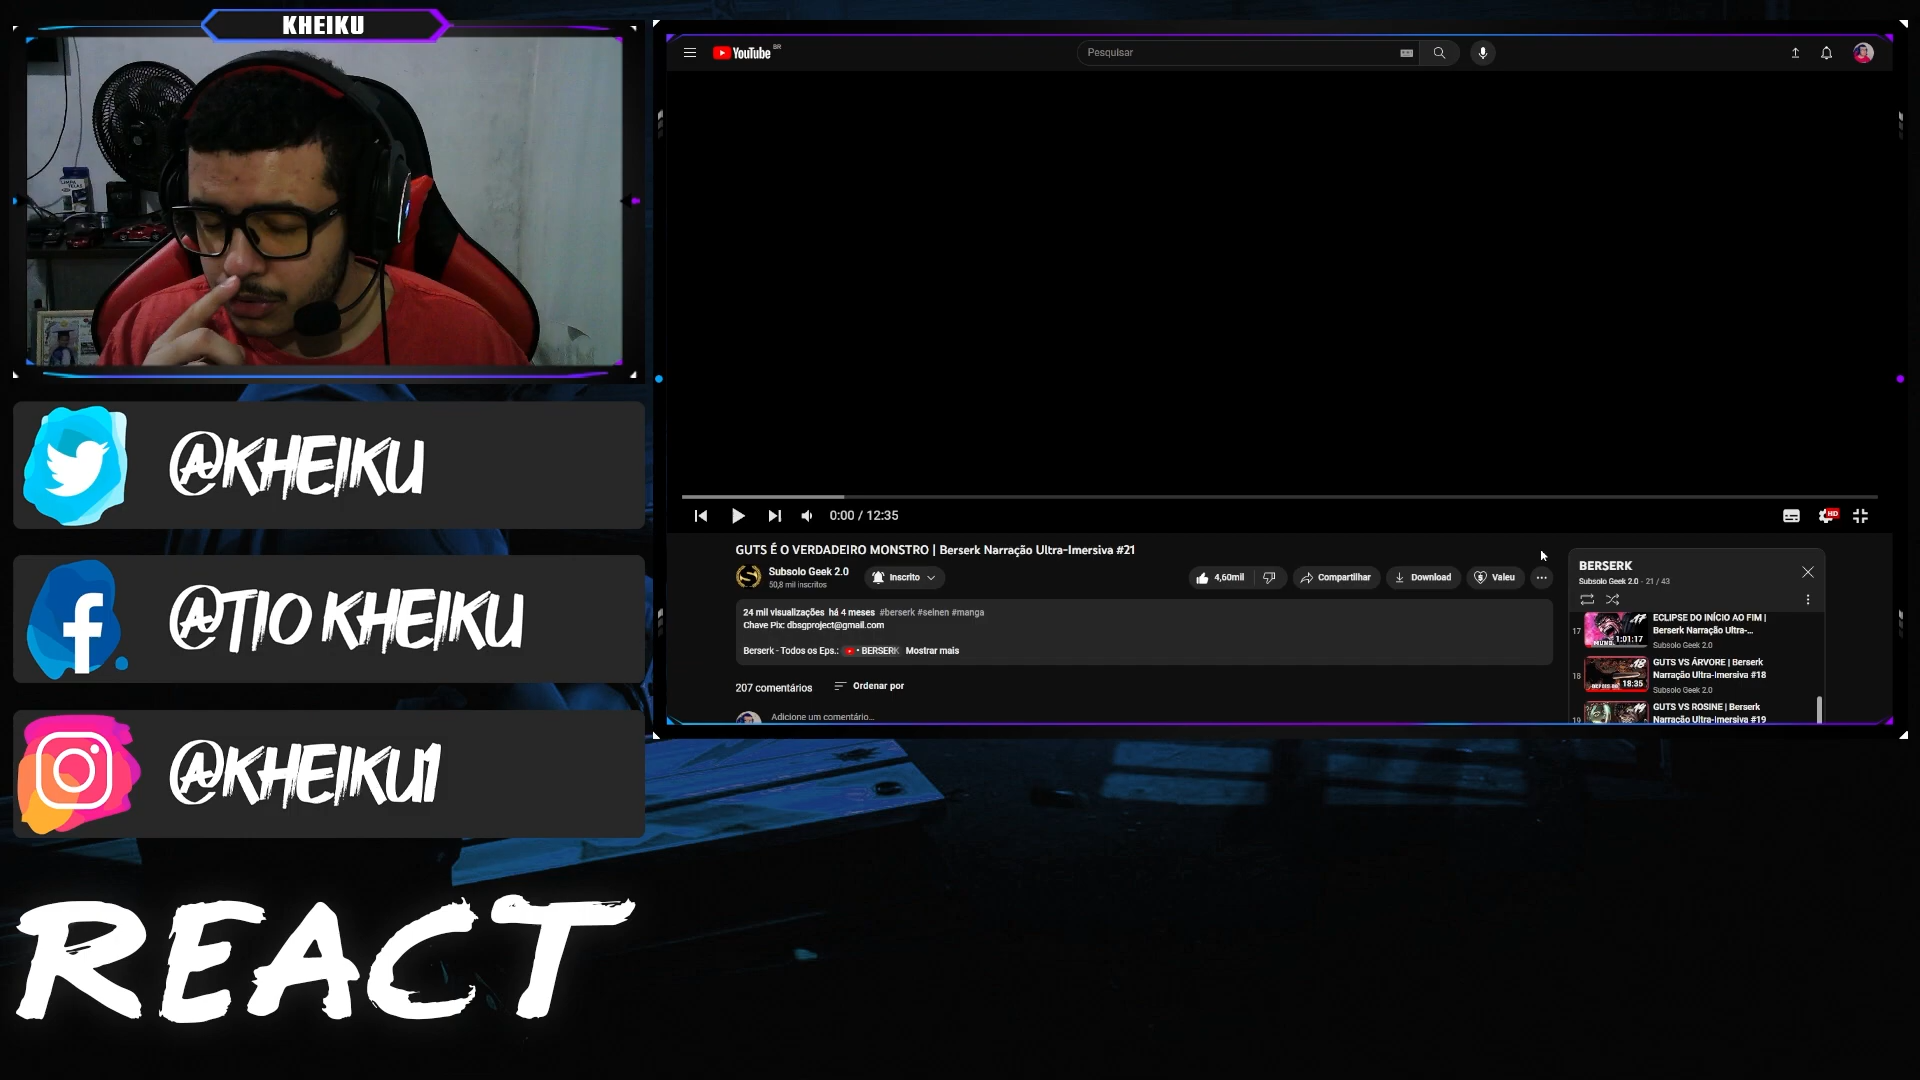 KHEIKU
@KHEIKU
@TIO KHEIKU
@KHEIKU1
REACT
YouTube BR
Pesquisar
0:00 / 12:35
HD
GUTS É O VERDADEIRO MONSTRO | Berserk Narração Ultra-Imersiva #21
Subsolo Geek 2.0
50,8 mil inscritos
Inscrito
4,60mil
Compartilhar
Download
Valeu
24 mil visualizações há 4 meses #berserk #seinen #manga
Chave Pix: dbsgproject@gmail.com
Berserk - Todos os Eps.: • BERSERK Mostrar mais
207 comentários
Ordenar por
Adicione um comentário...
BERSERK
Subsolo Geek 2.0 - 21 / 43
17
1:01:17
ECLIPSE DO INÍCIO AO FIM |
Berserk Narração Ultra-...
Subsolo Geek 2.0
18
18:35
GUTS VS ÁRVORE | Berserk
Narração Ultra-Imersiva #18
Subsolo Geek 2.0
19
GUTS VS ROSINE | Berserk
Narração Ultra-Imersiva #19